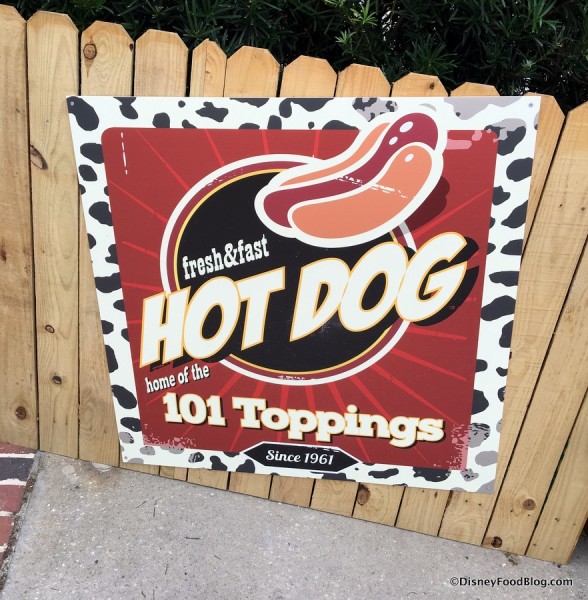 fresh&fast
HOT DOG
home of the
101 Toppings
Since 1961
©DisneyFoodBlog.com